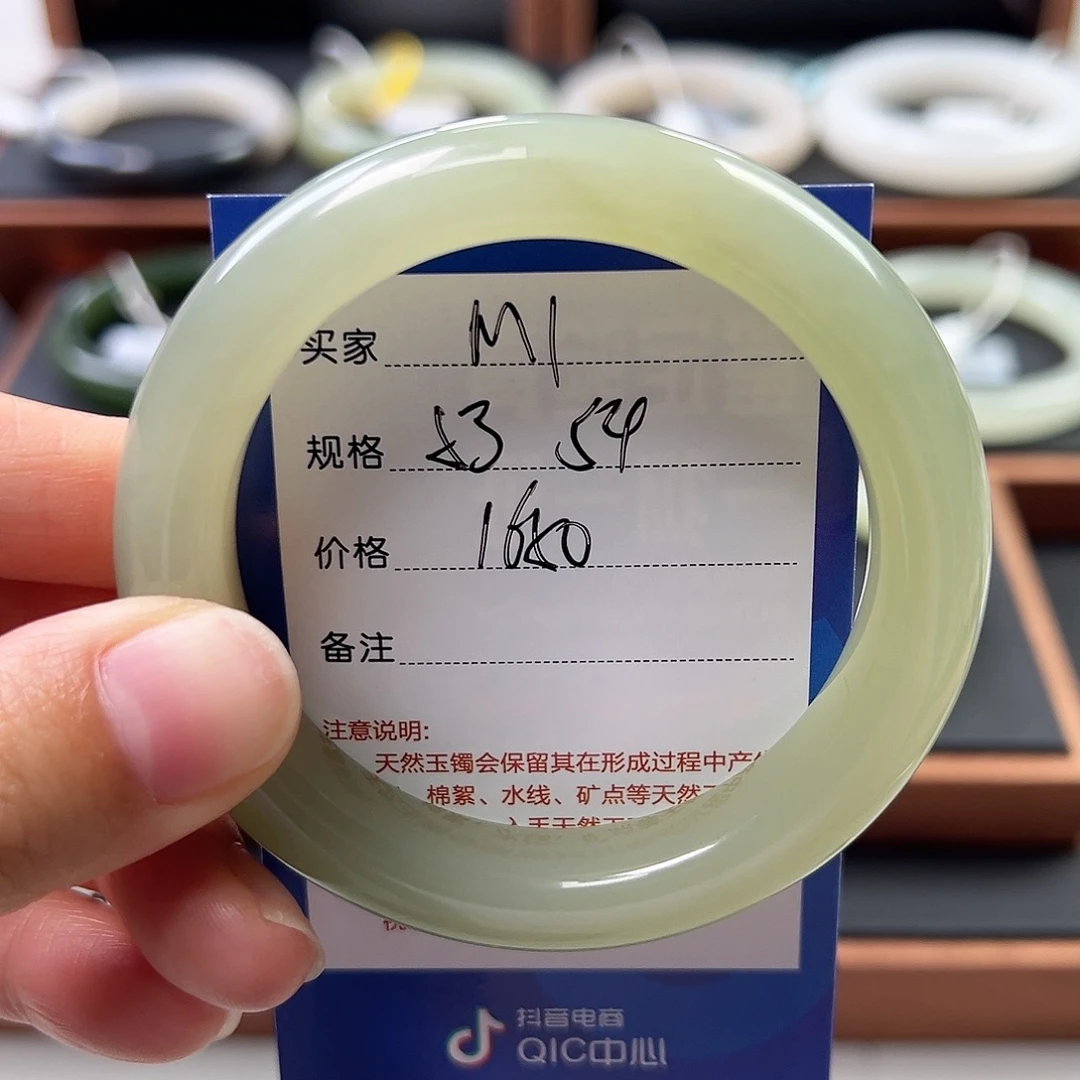 买家 M1
规格 53 54
价格 1680
备注
注意说明:
天然玉镯会保留其在形成过程中产
棉絮、水线、矿点等天然
抖音电商
QIC中心